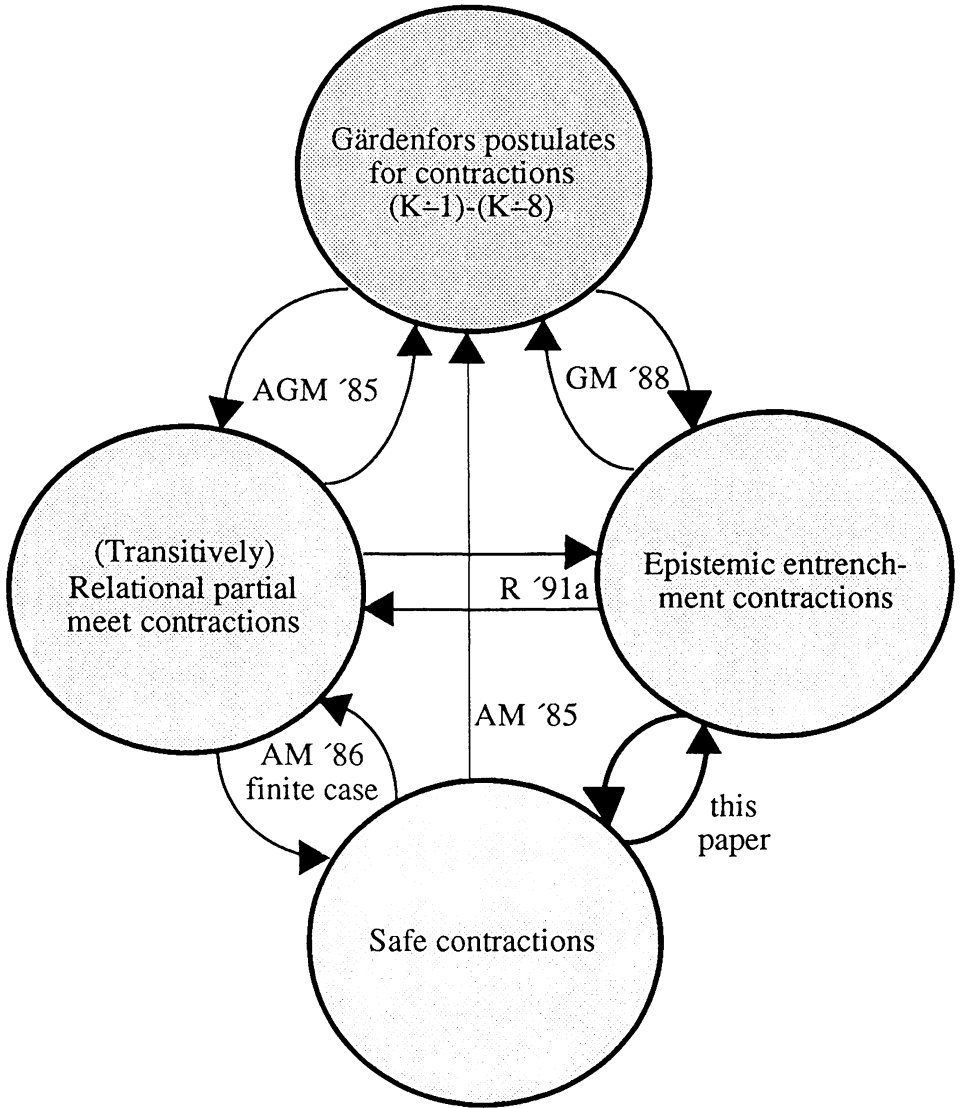 Gärdenfors postulates
for contractions
(K∸1)-(K∸8)
AGM ´85
GM ´88
(Transitively)
Relational partial
meet contractions
Epistemic entrench-
ment contractions
R ´91a
AM ´85
AM ´86
finite case
this
paper
Safe contractions